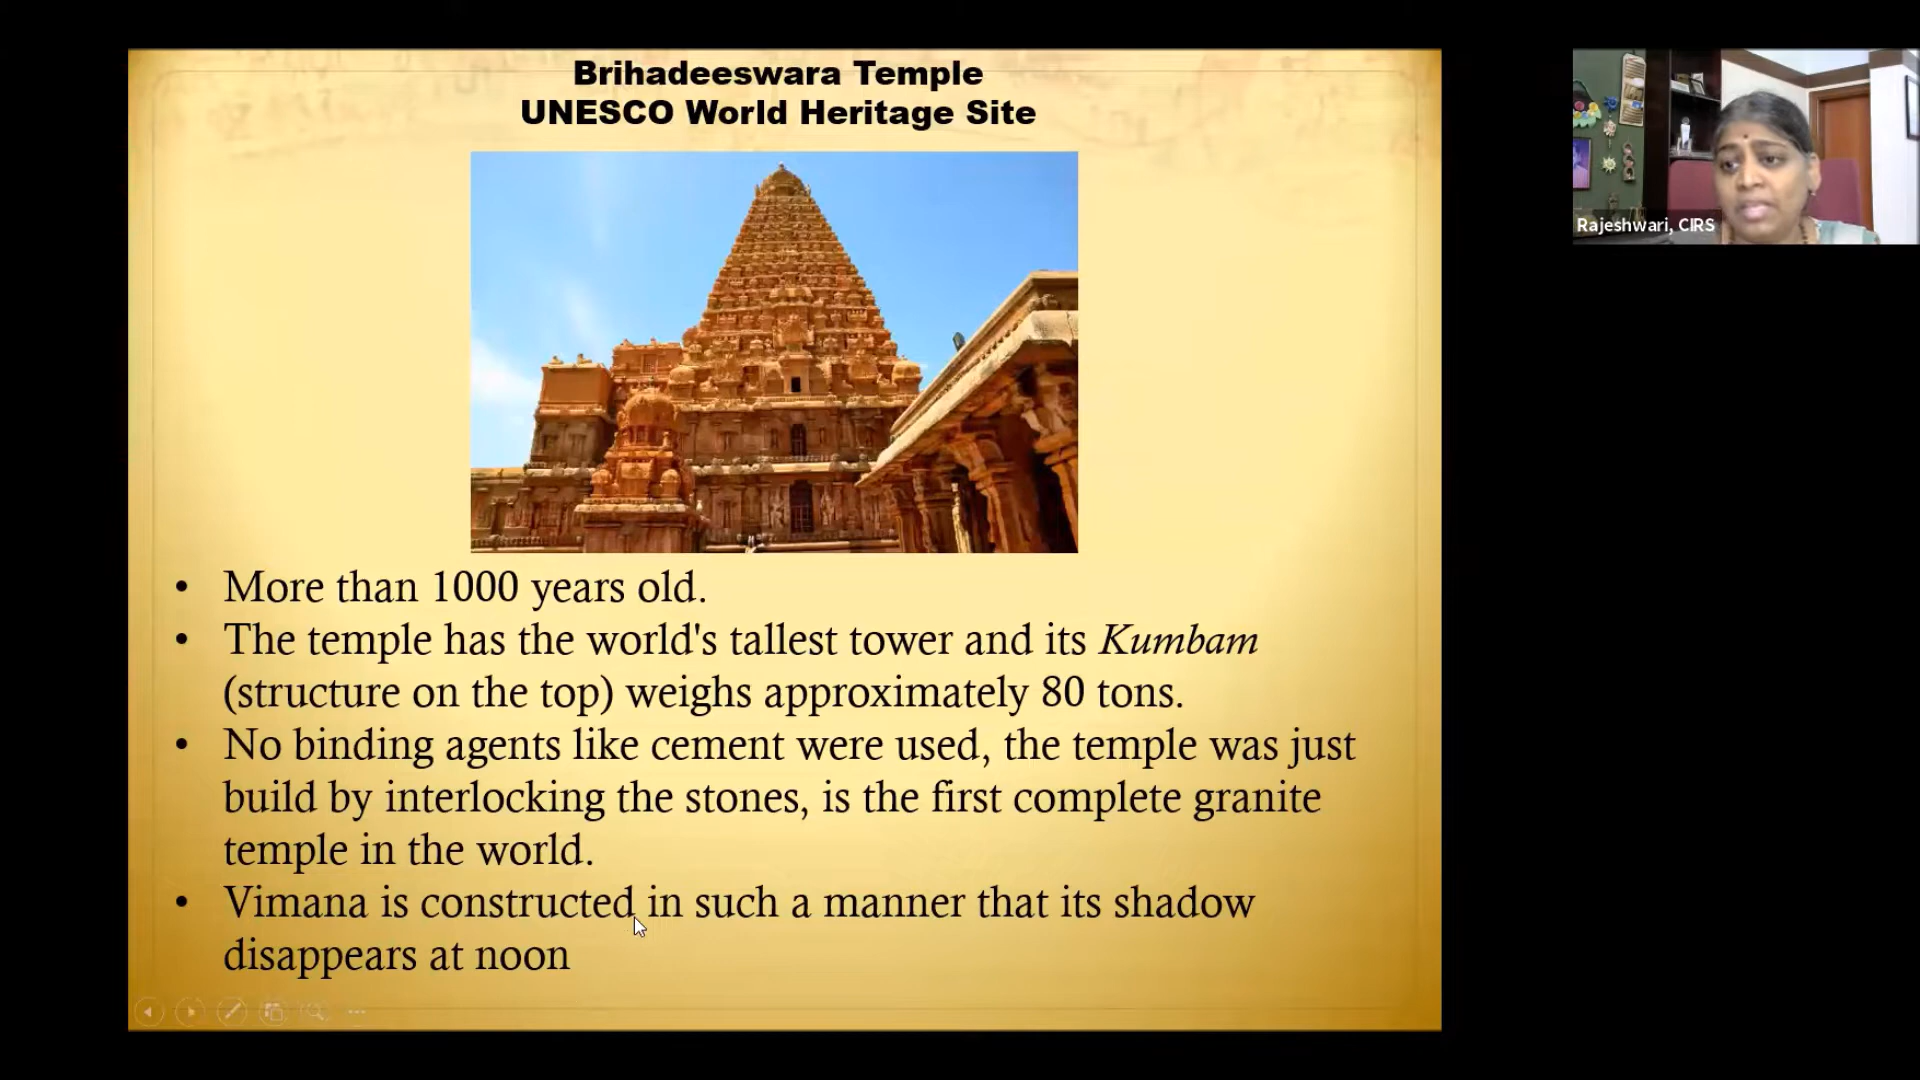 Brihadeeswara Temple
UNESCO World Heritage Site
Rajeshwari, CIRS
• More than 1000 years old.
• The temple has the world's tallest tower and its Kumbam
(structure on the top) weighs approximately 80 tons.
• No binding agents like cement were used, the temple was just
build by interlocking the stones, is the first complete granite
temple in the world.
• Vimana is constructed in such a manner that its shadow
disappears at noon